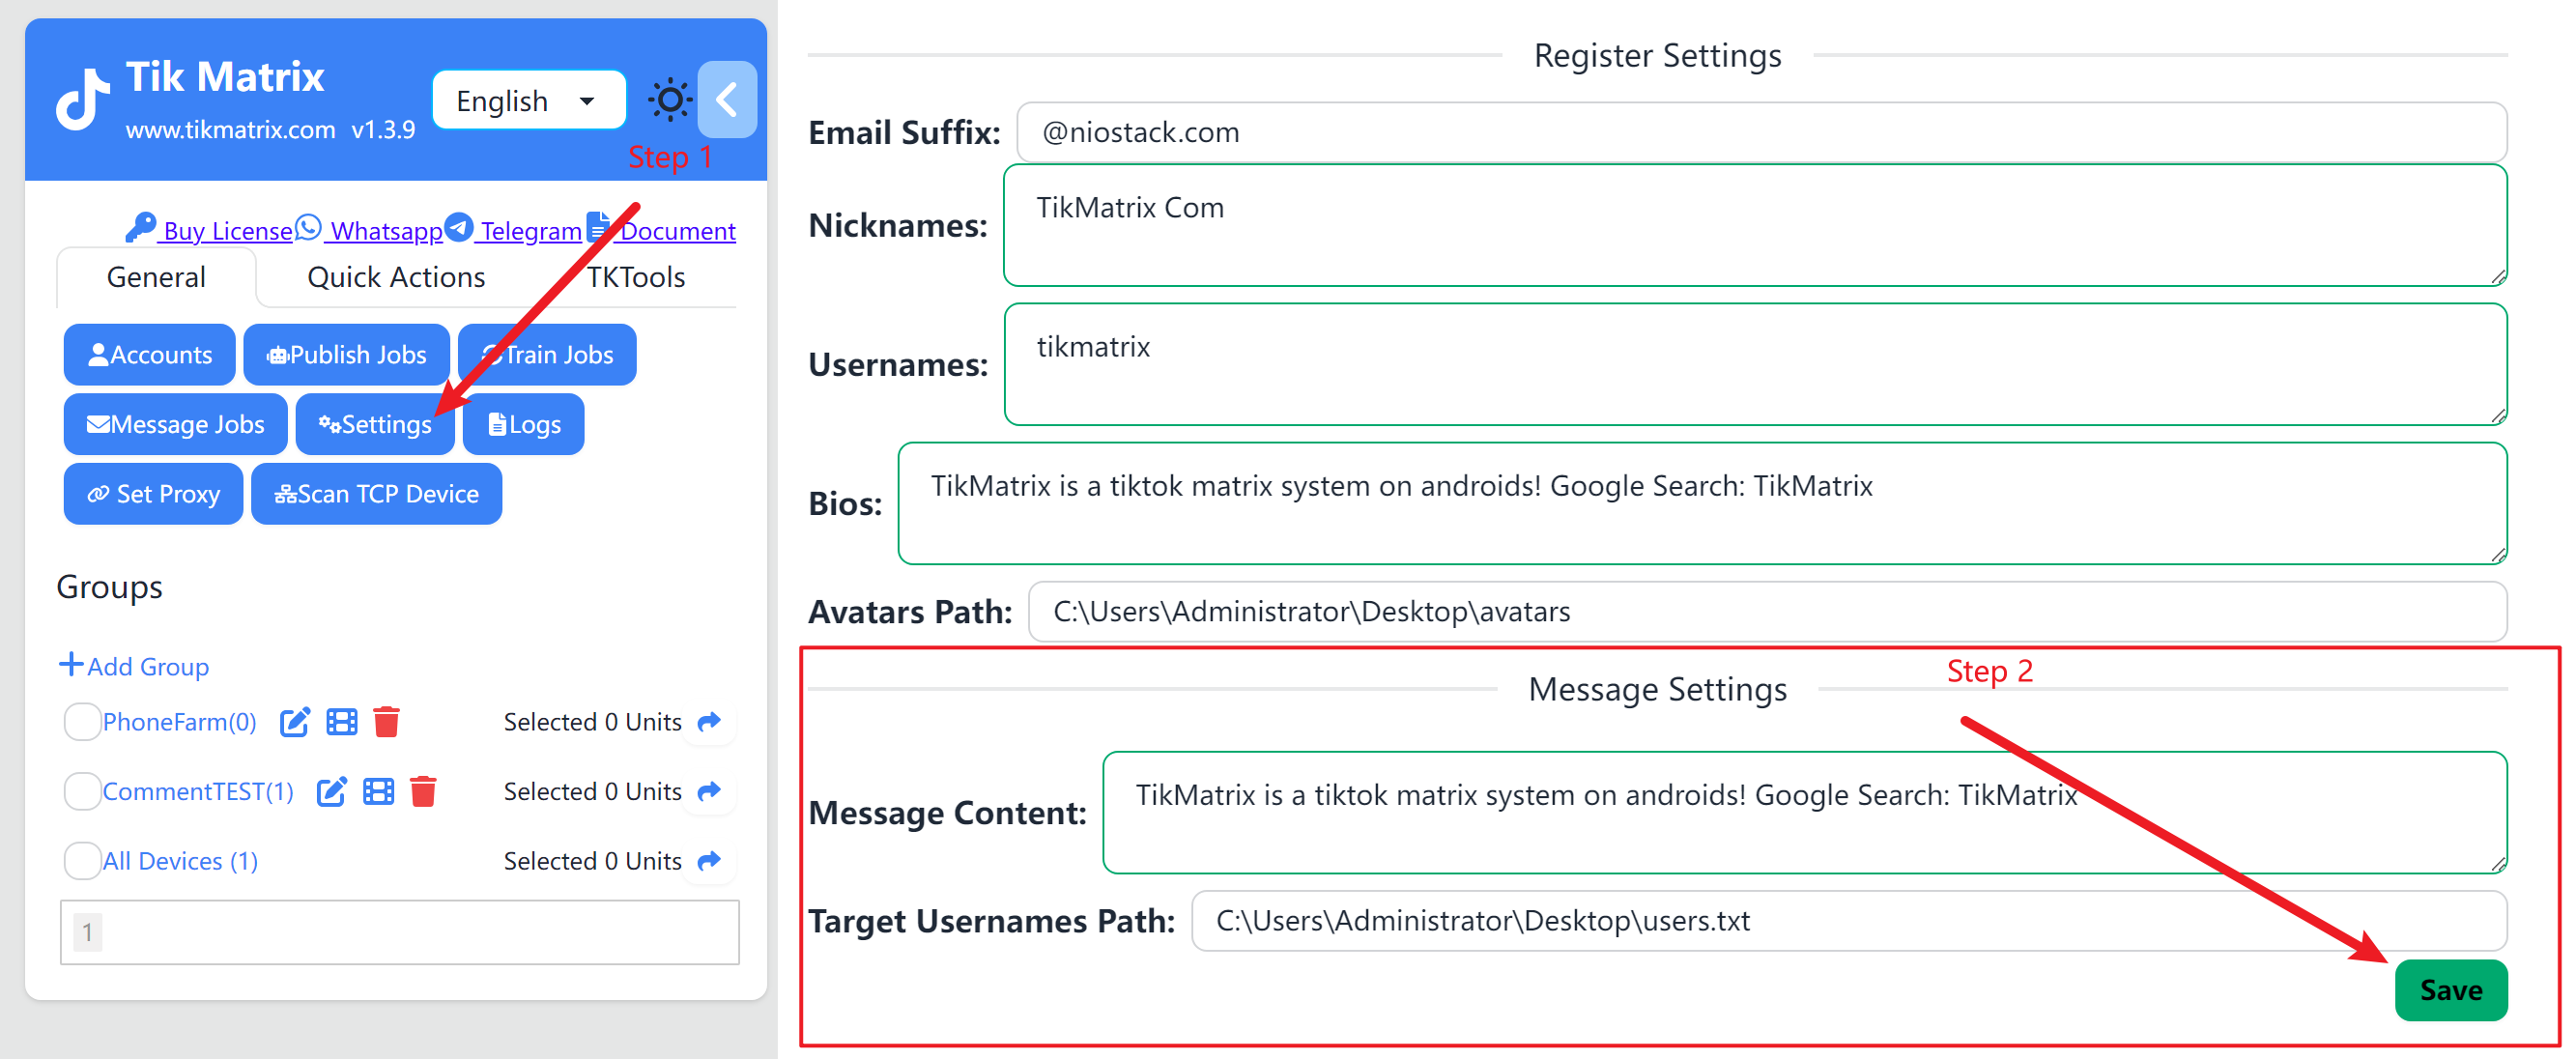 Tik Matrix
www.tikmatrix.com v1.3.9
English
Step 1
Buy License Whatsapp Telegram Document
General Quick Actions TKTools
Accounts Publish Jobs Train Jobs
Message Jobs Settings Logs
Set Proxy Scan TCP Device
Groups
Add Group
PhoneFarm(0) Selected 0 Units
CommentTEST(1) Selected 0 Units
All Devices (1) Selected 0 Units
1
Register Settings
Email Suffix: @niostack.com
Nicknames: TikMatrix Com
Usernames: tikmatrix
Bios: TikMatrix is a tiktok matrix system on androids! Google Search: TikMatrix
Avatars Path: C:\Users\Administrator\Desktop\avatars
Step 2
Message Settings
Message Content: TikMatrix is a tiktok matrix system on androids! Google Search: TikMatrix
Target Usernames Path: C:\Users\Administrator\Desktop\users.txt
Save